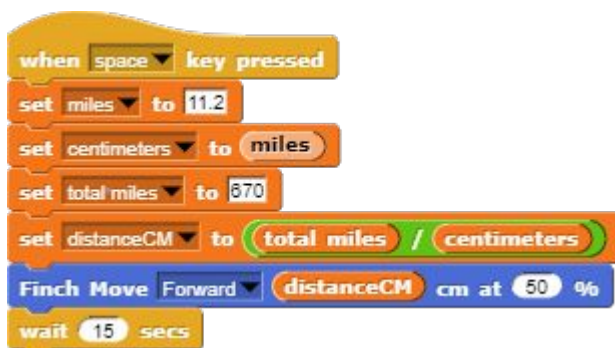 when space key pressed
set miles to 11.2
set centimeters to miles
set total miles to 670
set distanceCM to total miles / centimeters
Finch Move Forward distanceCM cm at 50 %
wait 15 secs